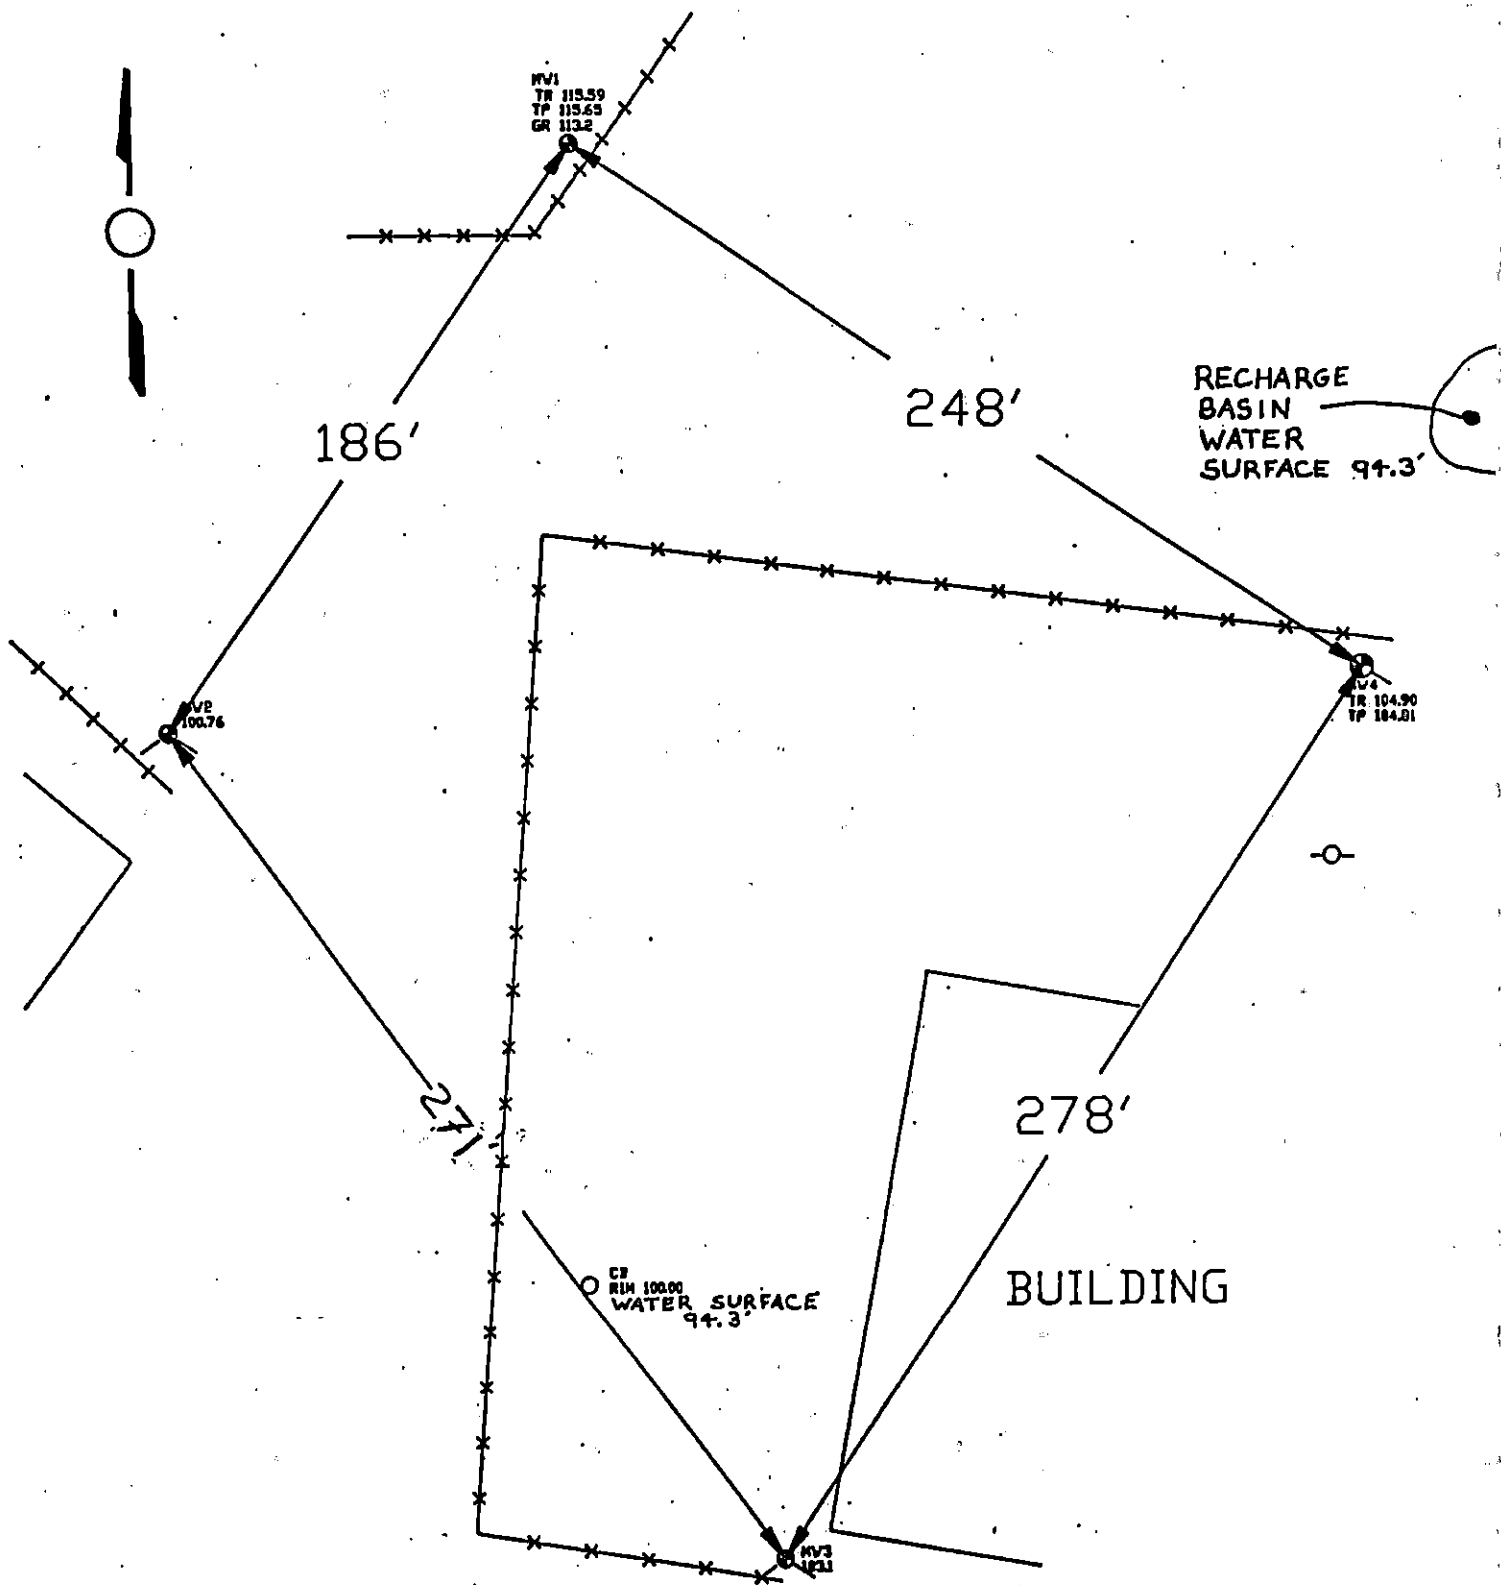 MW1
TR 115.59
TP 115.65
GR 113.2
248'
RECHARGE
BASIN
WATER
SURFACE 94.3'
186'
100.76
TR 104.90
278'
CB
RIM 100.00
WATER SURFACE
94.3'
BUILDING
MW3